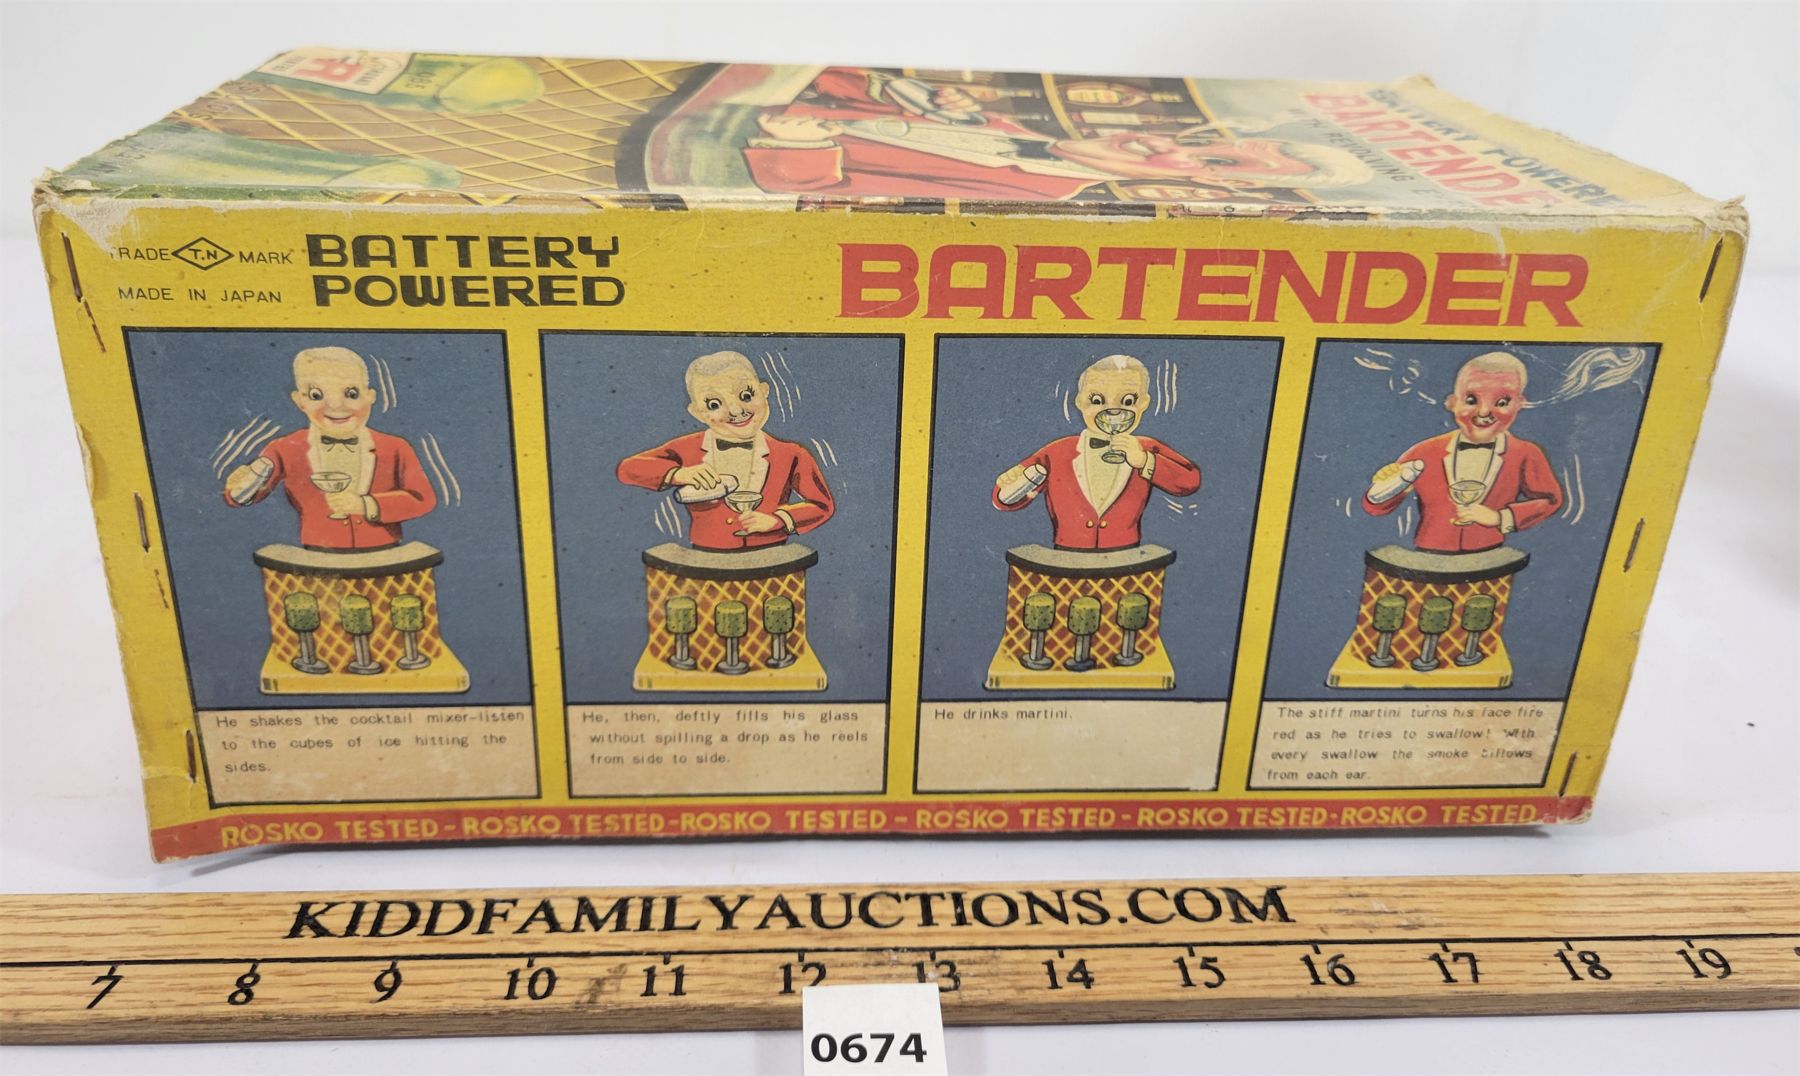 BATTERY POWERED
BARTENDE
WITH REVOLVING E
TRADE T.N MARK
MADE IN JAPAN
BATTERY
POWERED
BARTENDER
He shakes the cocktail mixer-listen
to the cubes of ice hitting the
sides.
He, then, deftly fills his glass
without spilling a drop as he reels
from side to side.
He drinks martini.
The stiff martini turns his face fire
red as he tries to swallow! With
every swallow the smoke billows
from each ear.
ROSKO TESTED - ROSKO TESTED - ROSKO TESTED - ROSKO TESTED - ROSKO TESTED - ROSKO TESTED
KIDDFAMILYAUCTIONS.COM
7 8 9 10 11 12 13 14 15 16 17 18 19
0674